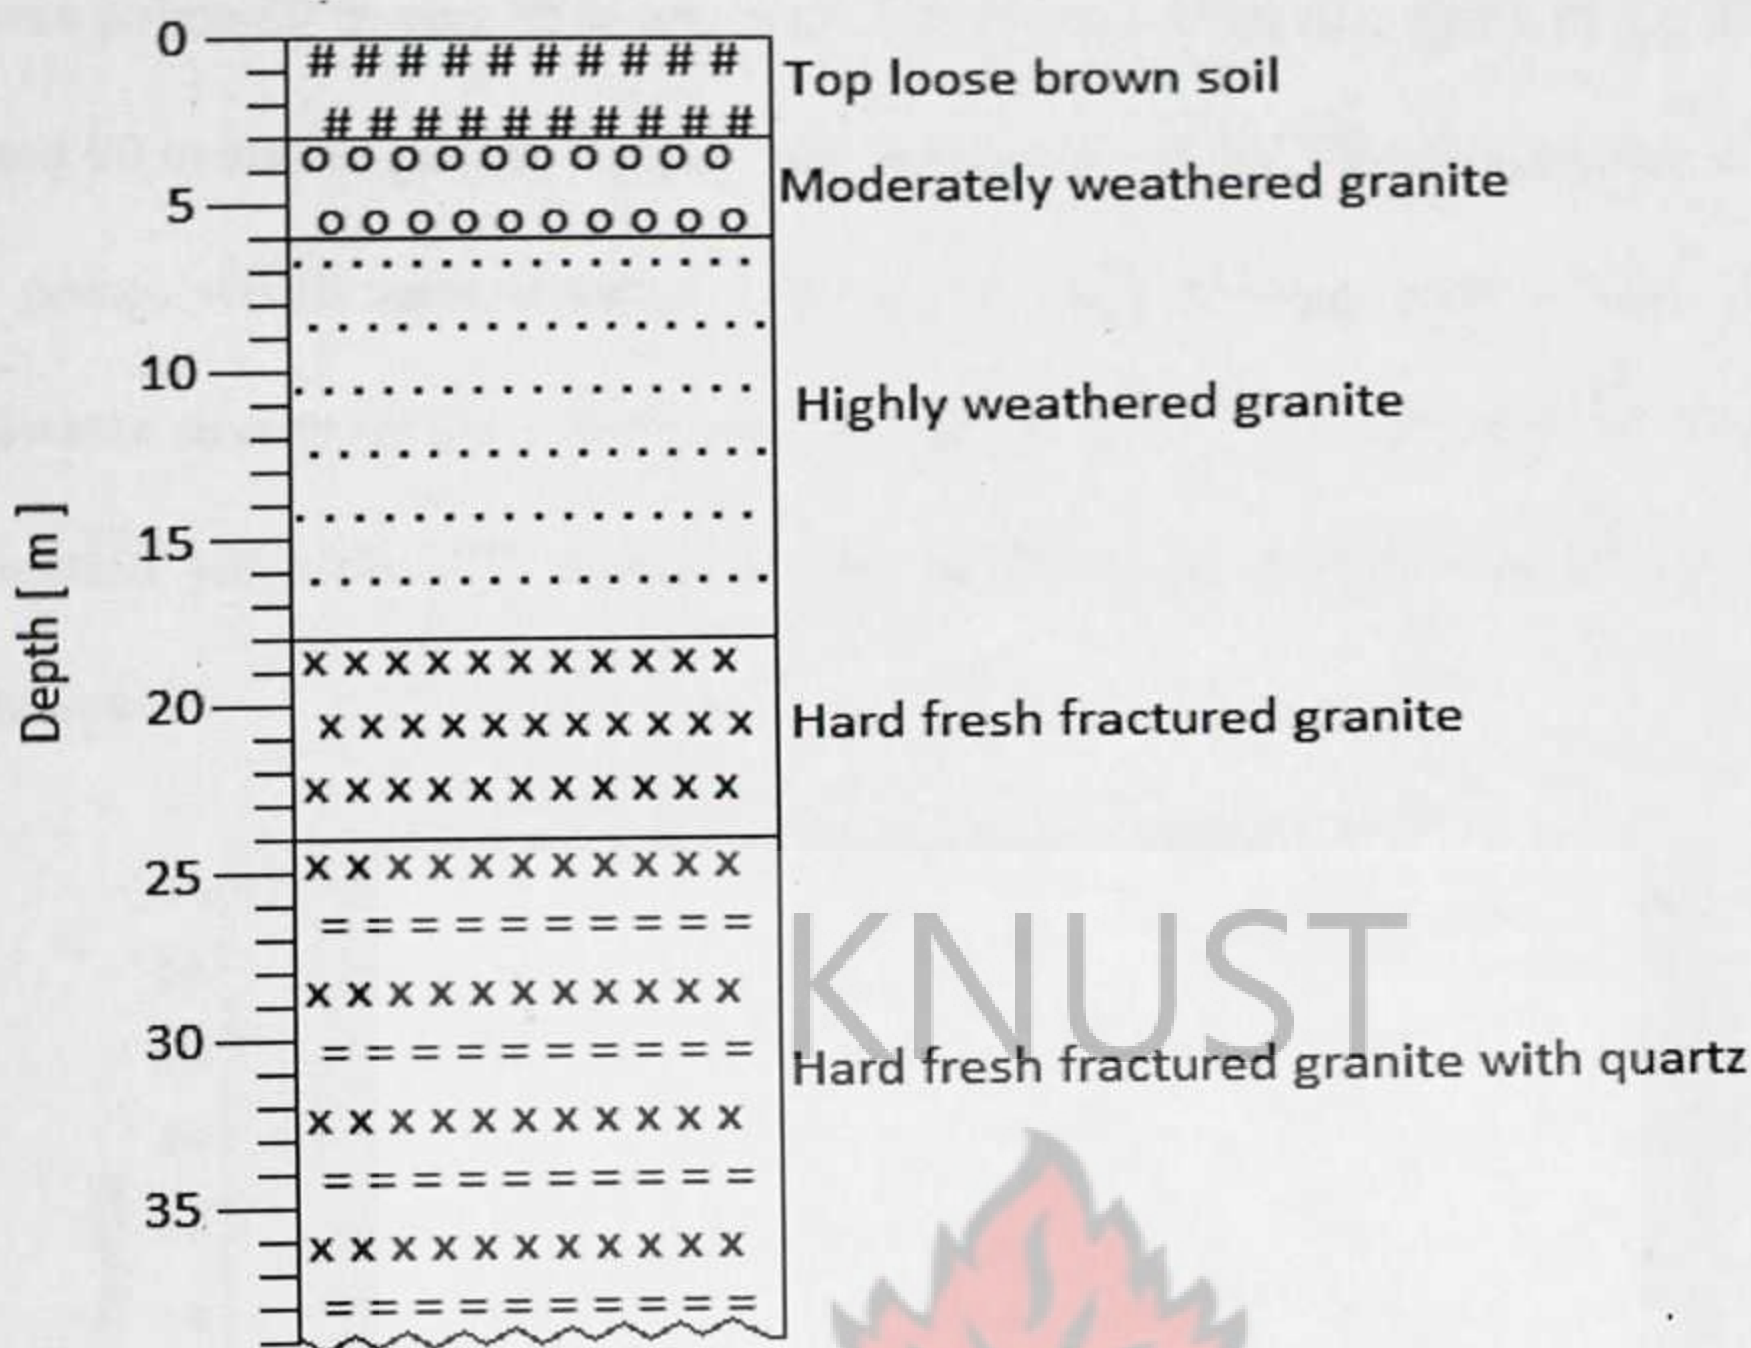 0
# # # # # # # # # #
Top loose brown soil
# # # # # # # # # #
o o o o o o o o o o
Moderately weathered granite
5
o o o o o o o o o o
10
Highly weathered granite
Depth [ m ]
15
x x x x x x x x x x x
20
x x x x x x x x x x x
Hard fresh fractured granite
x x x x x x x x x x x
25
x x x x x x x x x x x
= = = = = = = = = =
KNUST
x x x x x x x x x x x
30
= = = = = = = = = =
Hard fresh fractured granite with quartz
x x x x x x x x x x x
= = = = = = = = = =
35
x x x x x x x x x x x
= = = = = = = = = =